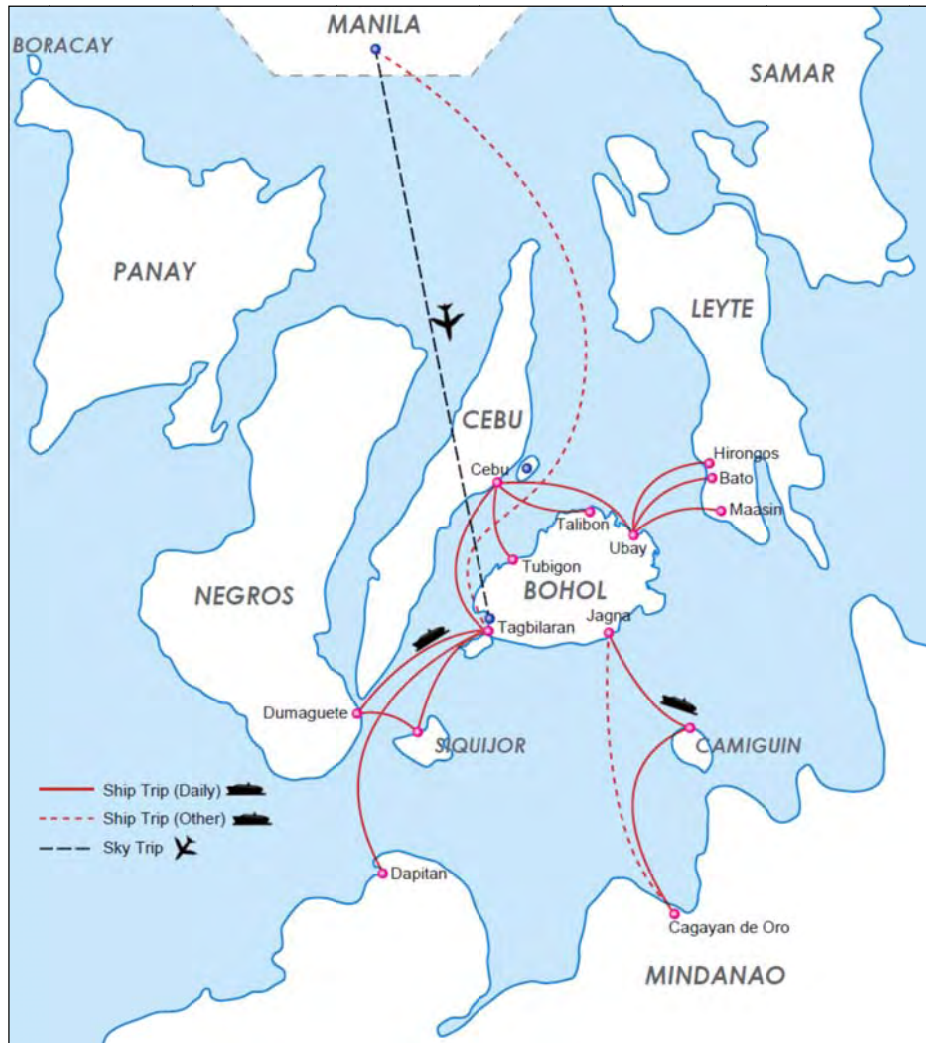 MANILA
BORACAY
SAMAR
PANAY
LEYTE
CEBU
Cebu
Hirongos
Bato
Maasin
Talibon
Ubay
Tubigon
NEGROS
BOHOL
Jagna
Tagbilaran
Dumaguete
SIQUIJOR
CAMIGUIN
Ship Trip (Daily)
Ship Trip (Other)
Sky Trip
Dapitan
Cagayan de Oro
MINDANAO